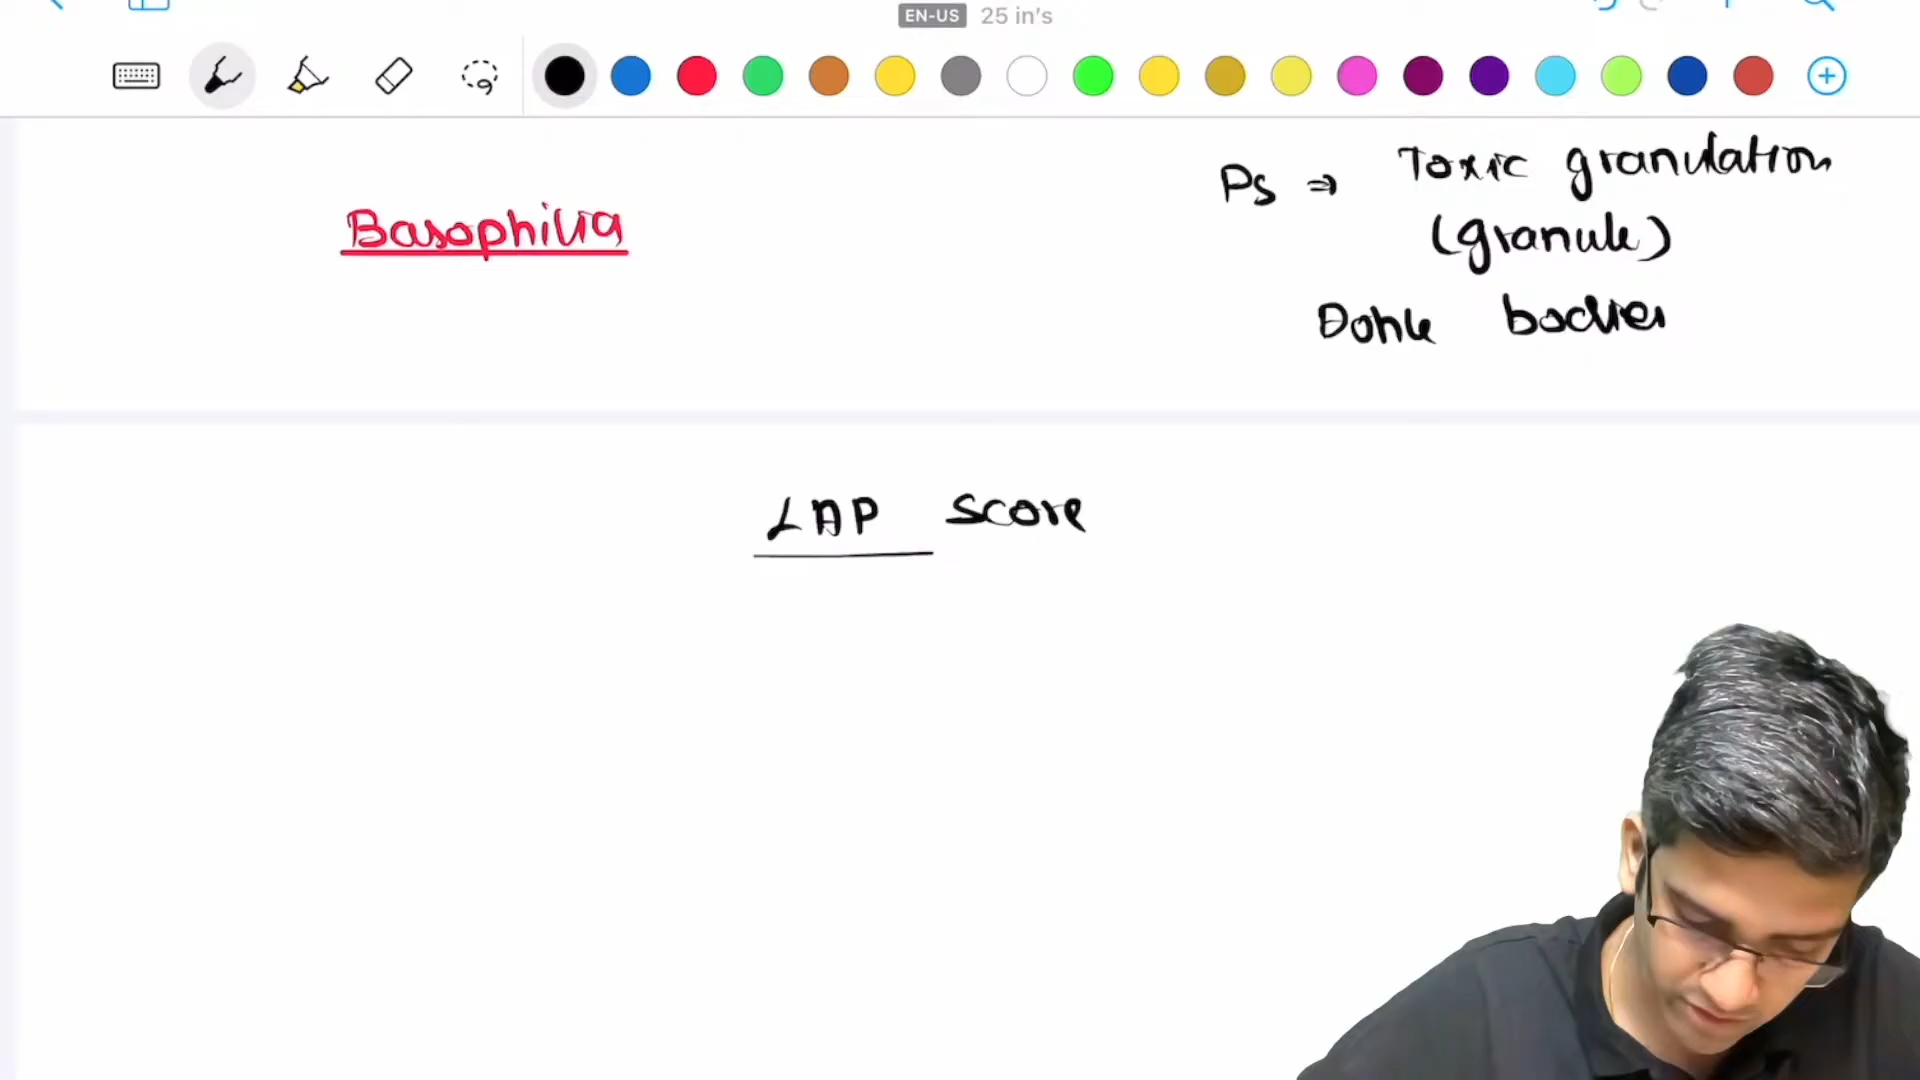 EN-US 25 in's
Basophilia
Ps ⇒ Toxic granulation
(granule)
Dohle bodies
LAP score